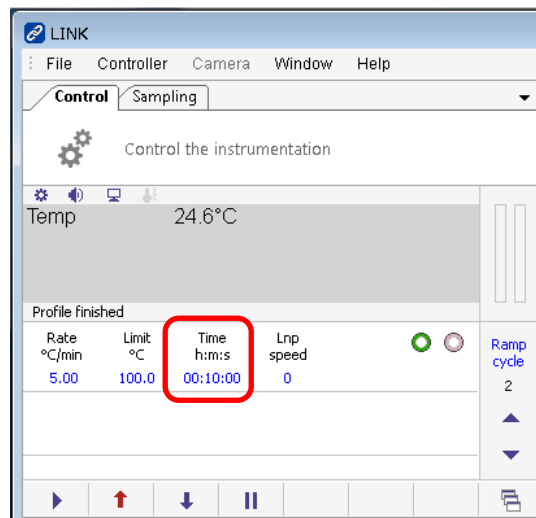 LINK
File Controller Camera Window Help
Control Sampling
Control the instrumentation
Temp 24.6°C
Profile finished
Rate °C/min
Limit °C
Time h:m:s
Lnp speed
5.00 100.0 00:10:00 0
Ramp cycle
2